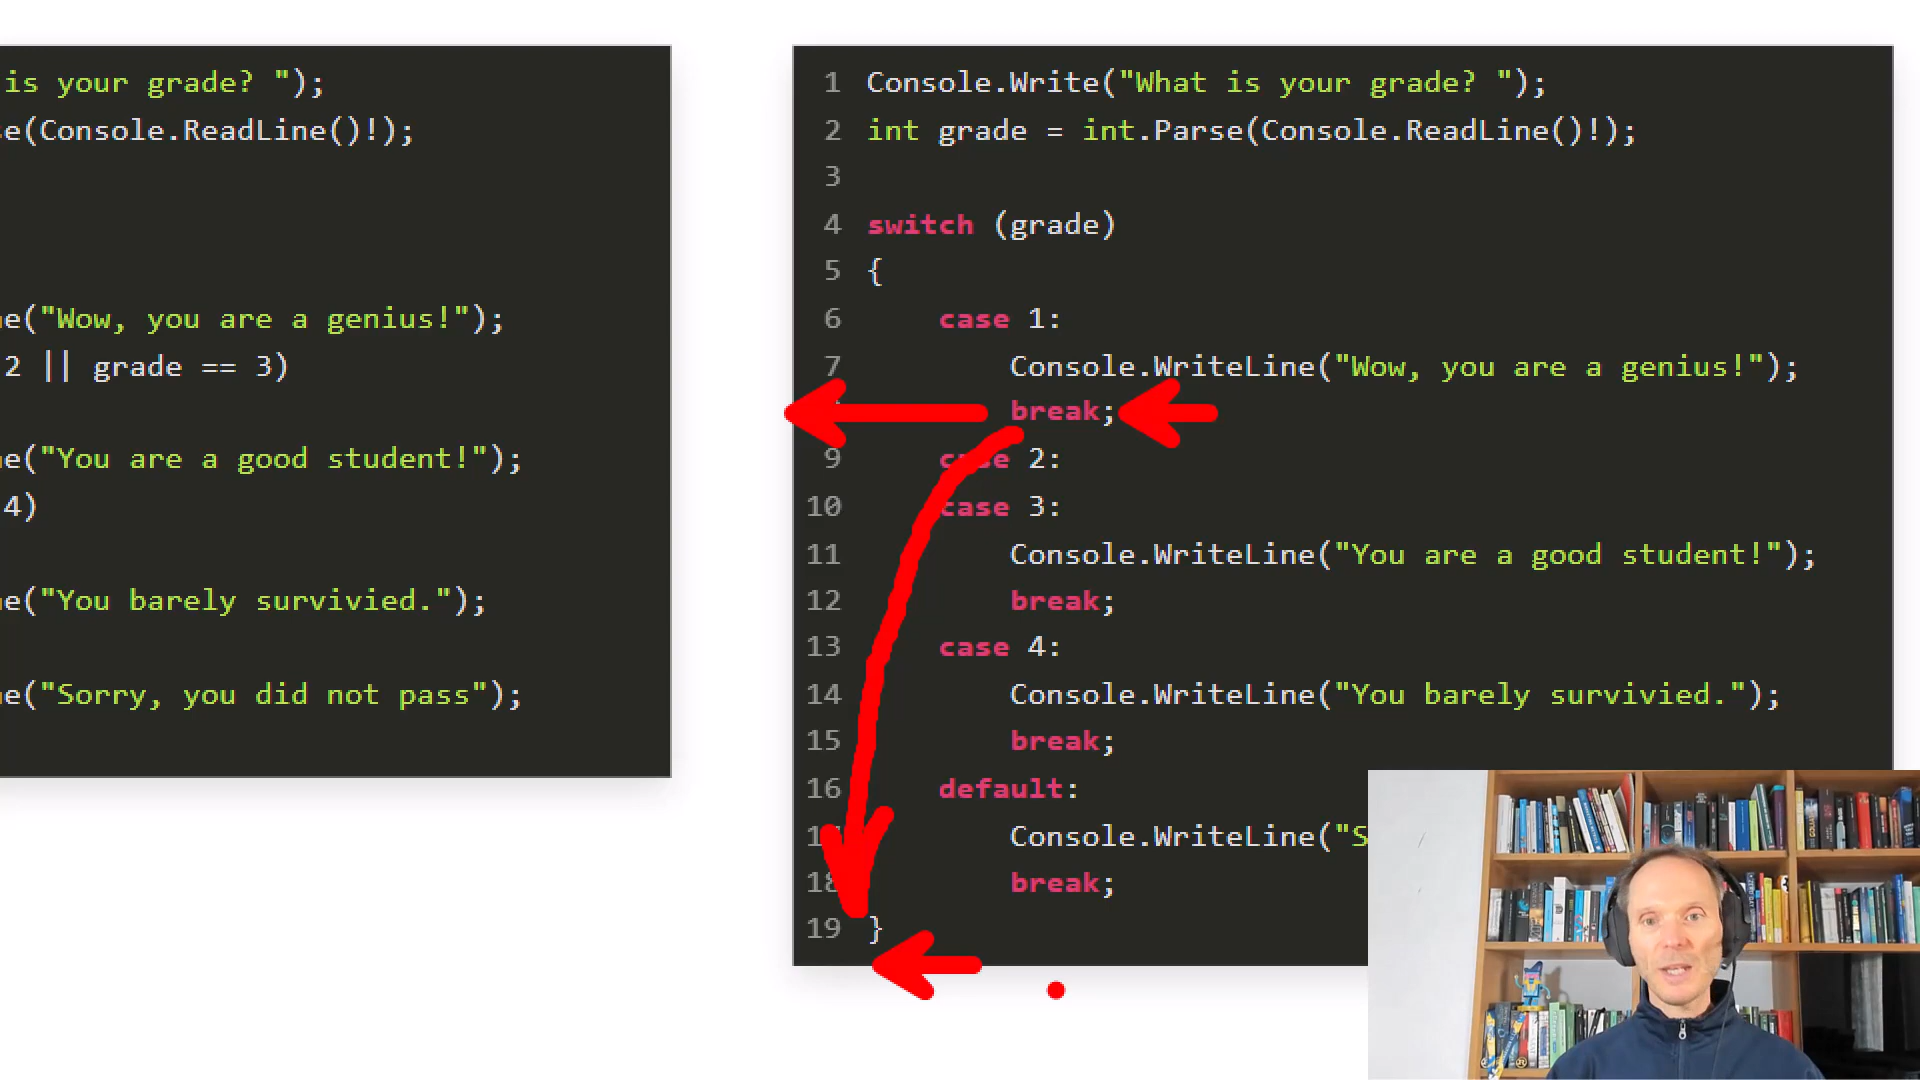 is your grade? ");
e(Console.ReadLine()!);
e("Wow, you are a genius!");
2 || grade == 3)
e("You are a good student!");
4)
e("You barely survivied.");
e("Sorry, you did not pass");
1 Console.Write("What is your grade? ");
2 int grade = int.Parse(Console.ReadLine()!);
3
4 switch (grade)
5 {
6 case 1:
7 Console.WriteLine("Wow, you are a genius!");
break;
9 case 2:
10 case 3:
11 Console.WriteLine("You are a good student!");
12 break;
13 case 4:
14 Console.WriteLine("You barely survivied.");
15 break;
16 default:
Console.WriteLine("S
18 break;
19 }